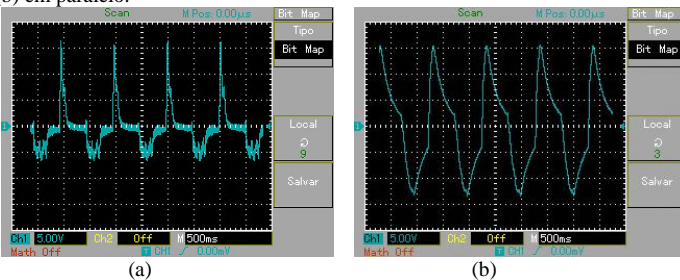 (b) em paralelo.
Scan M Pos: 0.00µs Bit Map
Tipo
Bit Map
Local
9
Salvar
Ch1 5.00V Ch2 Off M 500ms
Math Off T CH1 0.00mV
(a)
Scan M Pos: 0.00µs Bit Map
Tipo
Bit Map
Local
3
Salvar
Ch1 5.00V Ch2 Off M 500ms
Math Off T CH1 0.00mV
(b)